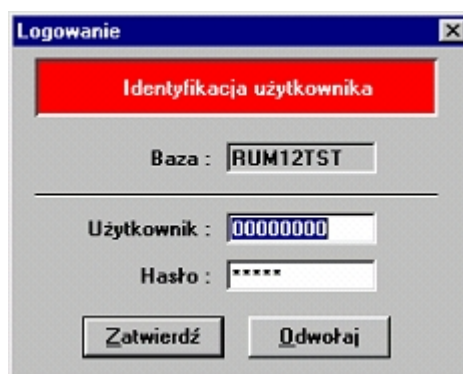 Logowanie
Identyfikacja użytkownika
Baza : RUM12TST
Użytkownik : 00000000
Hasło : *****
Zatwierdź Odwołaj